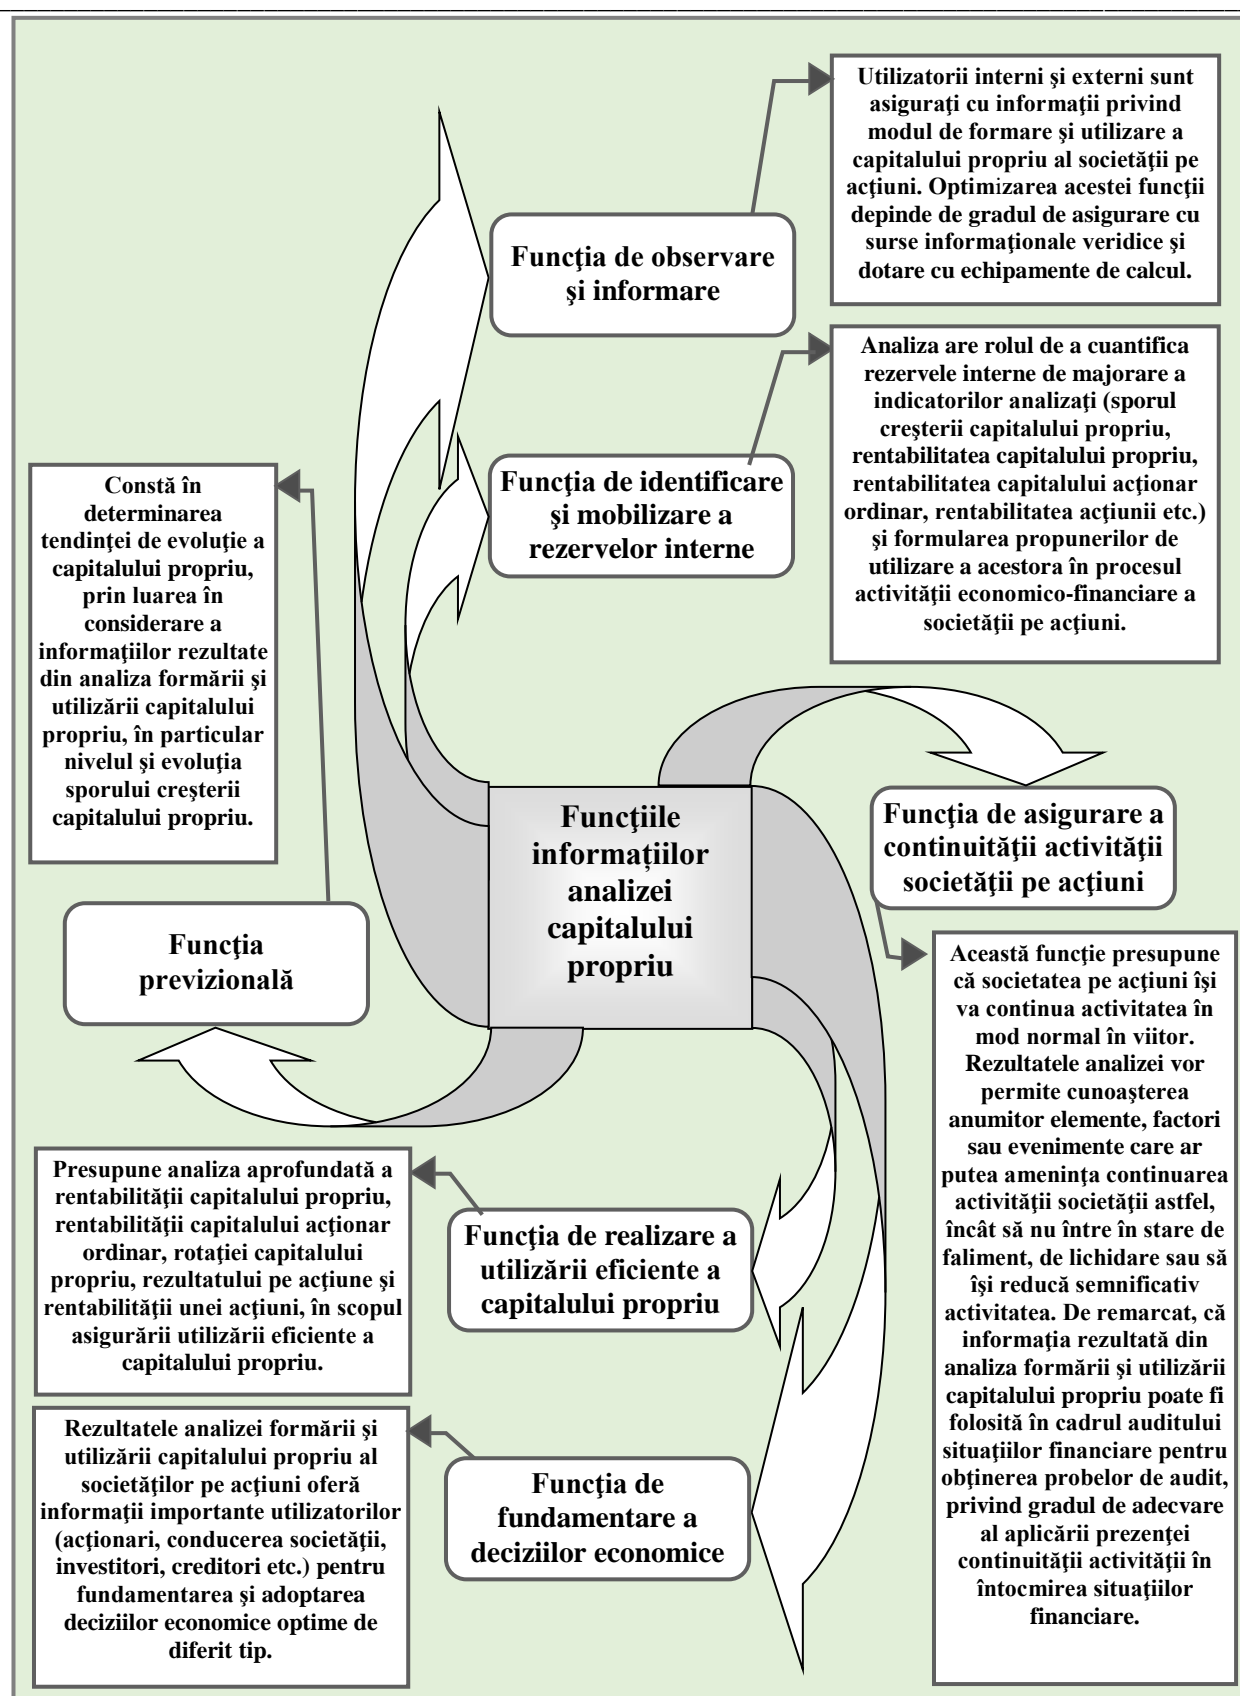 Utilizatorii interni şi externi sunt
asiguraţi cu informaţii privind
modul de formare şi utilizare a
capitalului propriu al societăţii pe
acţiuni. Optimizarea acestei funcţii
depinde de gradul de asigurare cu
surse informaţionale veridice şi
dotare cu echipamente de calcul.
Funcţia de observare
şi informare
Analiza are rolul de a cuantifica
rezervele interne de majorare a
indicatorilor analizaţi (sporul
creşterii capitalului propriu,
rentabilitatea capitalului propriu,
rentabilitatea capitalului acţionar
ordinar, rentabilitatea acţiunii etc.)
şi formularea propunerilor de
utilizare a acestora în procesul
activităţii economico-financiare a
societăţii pe acţiuni.
Funcţia de identificare
şi mobilizare a
rezervelor interne
Constă în
determinarea
tendinţei de evoluţie a
capitalului propriu,
prin luarea în
considerare a
informaţiilor rezultate
din analiza formării şi
utilizării capitalului
propriu, în particular
nivelul şi evoluţia
sporului creşterii
capitalului propriu.
Funcţiile
informațiilor
analizei
capitalului
propriu
Funcţia de asigurare a
continuităţii activităţii
societăţii pe acţiuni
Funcţia
previzională
Această funcţie presupune
că societatea pe acţiuni îşi
va continua activitatea în
mod normal în viitor.
Rezultatele analizei vor
permite cunoaşterea
anumitor elemente, factori
sau evenimente care ar
putea ameninţa continuarea
activităţii societăţii astfel,
încât să nu între în stare de
faliment, de lichidare sau să
îşi reducă semnificativ
activitatea. De remarcat, că
informaţia rezultată din
analiza formării şi utilizării
capitalului propriu poate fi
folosită în cadrul auditului
situaţiilor financiare pentru
obţinerea probelor de audit,
privind gradul de adecvare
al aplicării prezenţei
continuităţii activităţii în
întocmirea situaţiilor
financiare.
Presupune analiza aprofundată a
rentabilităţii capitalului propriu,
rentabilităţii capitalului acţionar
ordinar, rotaţiei capitalului
propriu, rezultatului pe acţiune şi
rentabilităţii unei acţiuni, în scopul
asigurării utilizării eficiente a
capitalului propriu.
Funcţia de realizare a
utilizării eficiente a
capitalului propriu
Rezultatele analizei formării şi
utilizării capitalului propriu al
societăţilor pe acţiuni oferă
informaţii importante utilizatorilor
(acţionari, conducerea societăţii,
investitori, creditori etc.) pentru
fundamentarea şi adoptarea
deciziilor economice optime de
diferit tip.
Funcţia de
fundamentare a
deciziilor economice